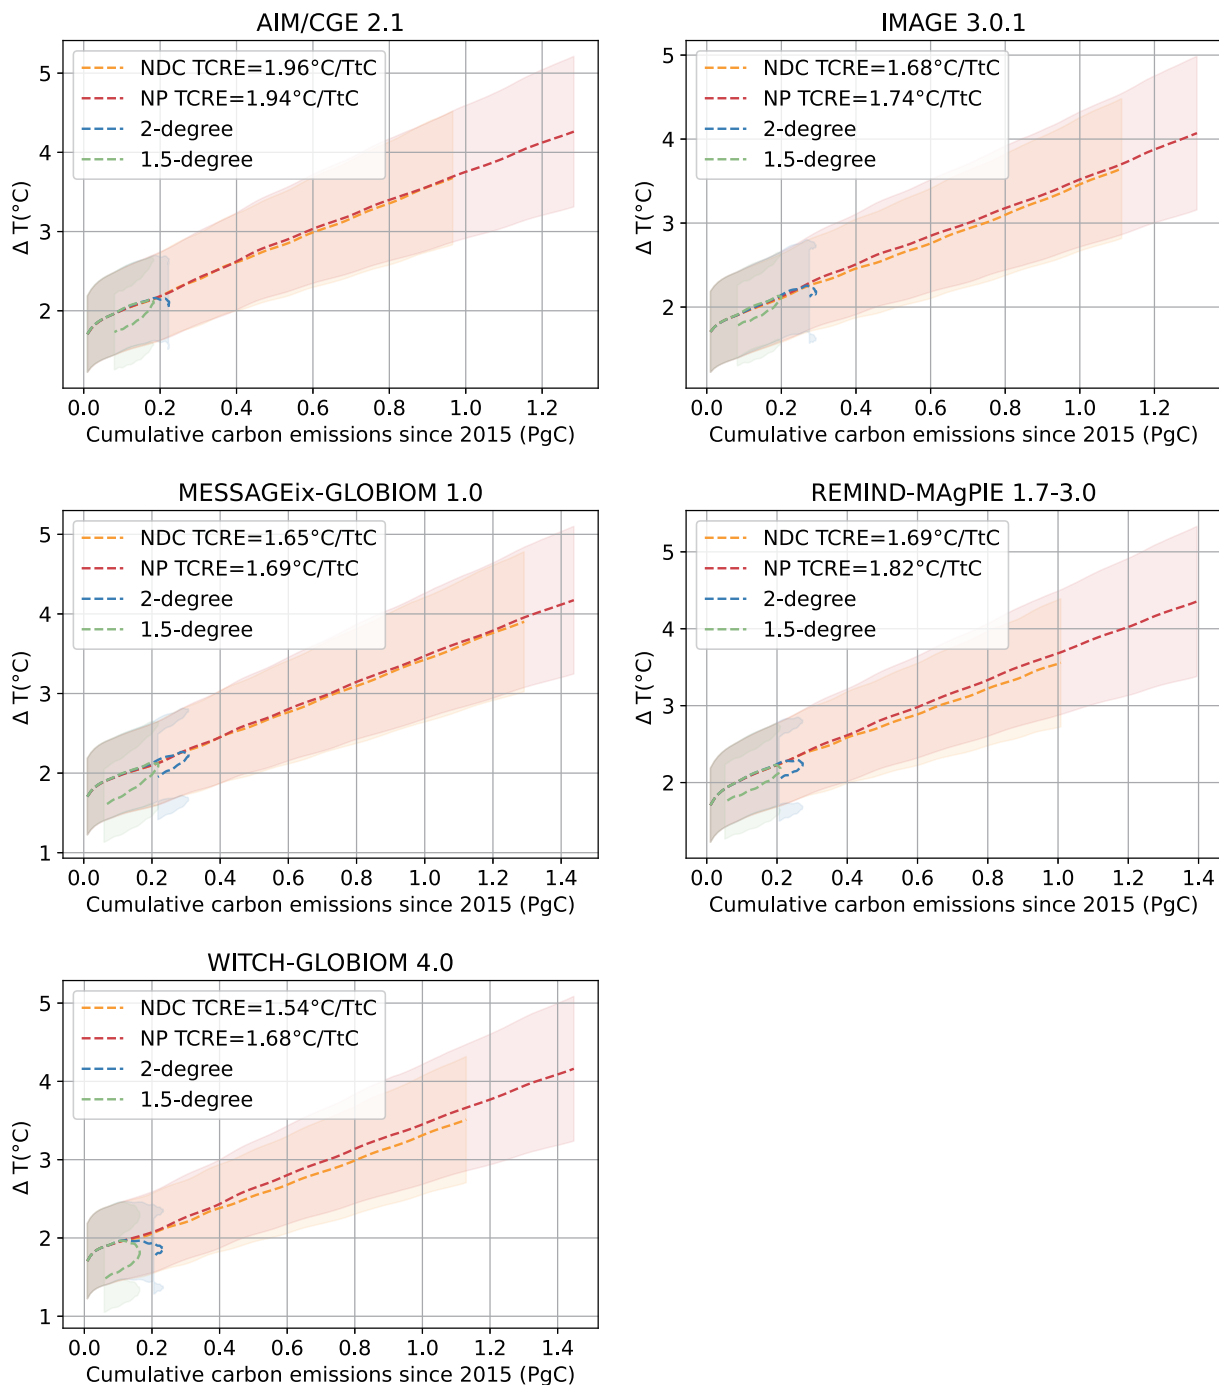 AIM/CGE 2.1
NDC TCRE=1.96°C/TtC
NP TCRE=1.94°C/TtC
2-degree
1.5-degree
5
4
3
2
Δ T(°C)
0.0 0.2 0.4 0.6 0.8 1.0 1.2
Cumulative carbon emissions since 2015 (PgC)
IMAGE 3.0.1
NDC TCRE=1.68°C/TtC
NP TCRE=1.74°C/TtC
2-degree
1.5-degree
5
4
3
2
Δ T(°C)
0.0 0.2 0.4 0.6 0.8 1.0 1.2
Cumulative carbon emissions since 2015 (PgC)
MESSAGEix-GLOBIOM 1.0
NDC TCRE=1.65°C/TtC
NP TCRE=1.69°C/TtC
2-degree
1.5-degree
5
4
3
2
1
Δ T(°C)
0.0 0.2 0.4 0.6 0.8 1.0 1.2 1.4
Cumulative carbon emissions since 2015 (PgC)
REMIND-MAgPIE 1.7-3.0
NDC TCRE=1.69°C/TtC
NP TCRE=1.82°C/TtC
2-degree
1.5-degree
5
4
3
2
Δ T(°C)
0.0 0.2 0.4 0.6 0.8 1.0 1.2 1.4
Cumulative carbon emissions since 2015 (PgC)
WITCH-GLOBIOM 4.0
NDC TCRE=1.54°C/TtC
NP TCRE=1.68°C/TtC
2-degree
1.5-degree
5
4
3
2
1
Δ T(°C)
0.0 0.2 0.4 0.6 0.8 1.0 1.2 1.4
Cumulative carbon emissions since 2015 (PgC)